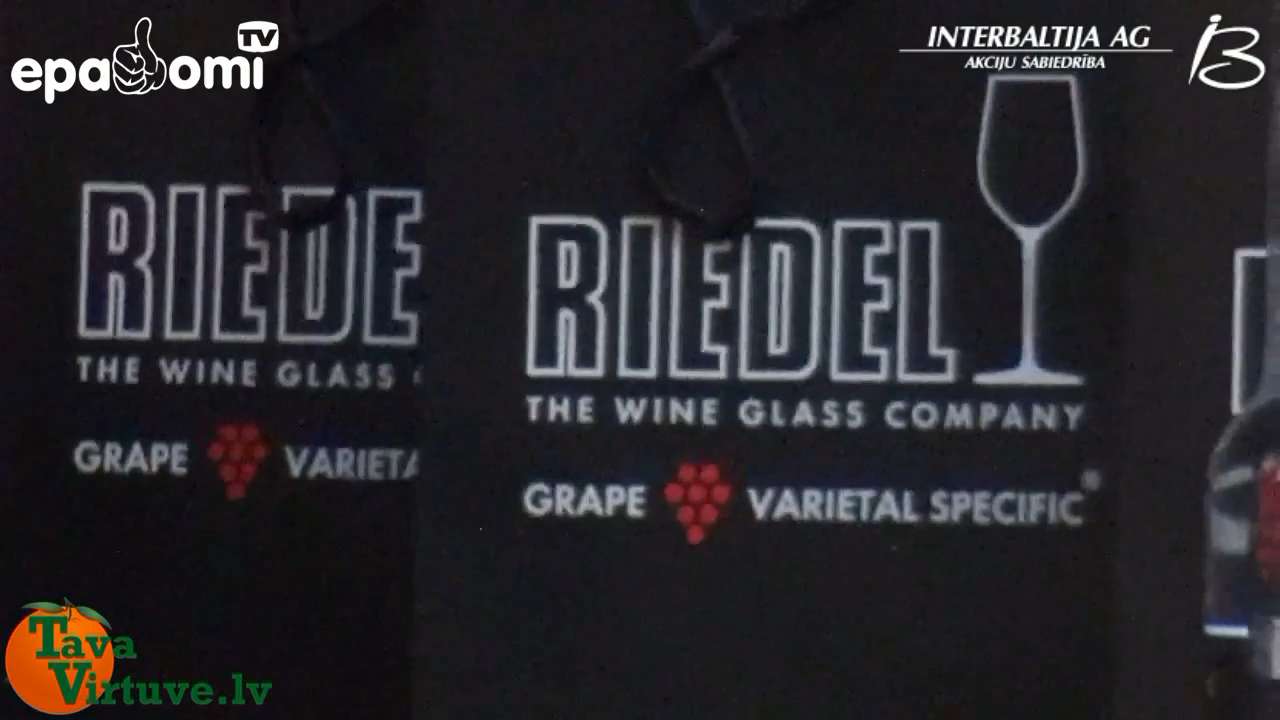 epadomi TV
INTERBALTIJA AG
AKCIJU SABIEDRĪBA
RIEDE
THE WINE GLASS
GRAPE VARIETA
RIEDEL
THE WINE GLASS COMPANY
GRAPE VARIETAL SPECIFIC
Tava
Virtuve.lv